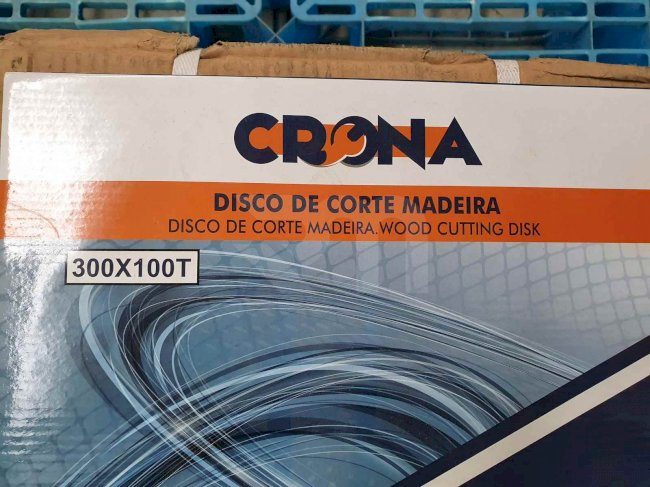 CRONA
DISCO DE CORTE MADEIRA
DISCO DE CORTE MADEIRA.WOOD CUTTING DISK
300X100T